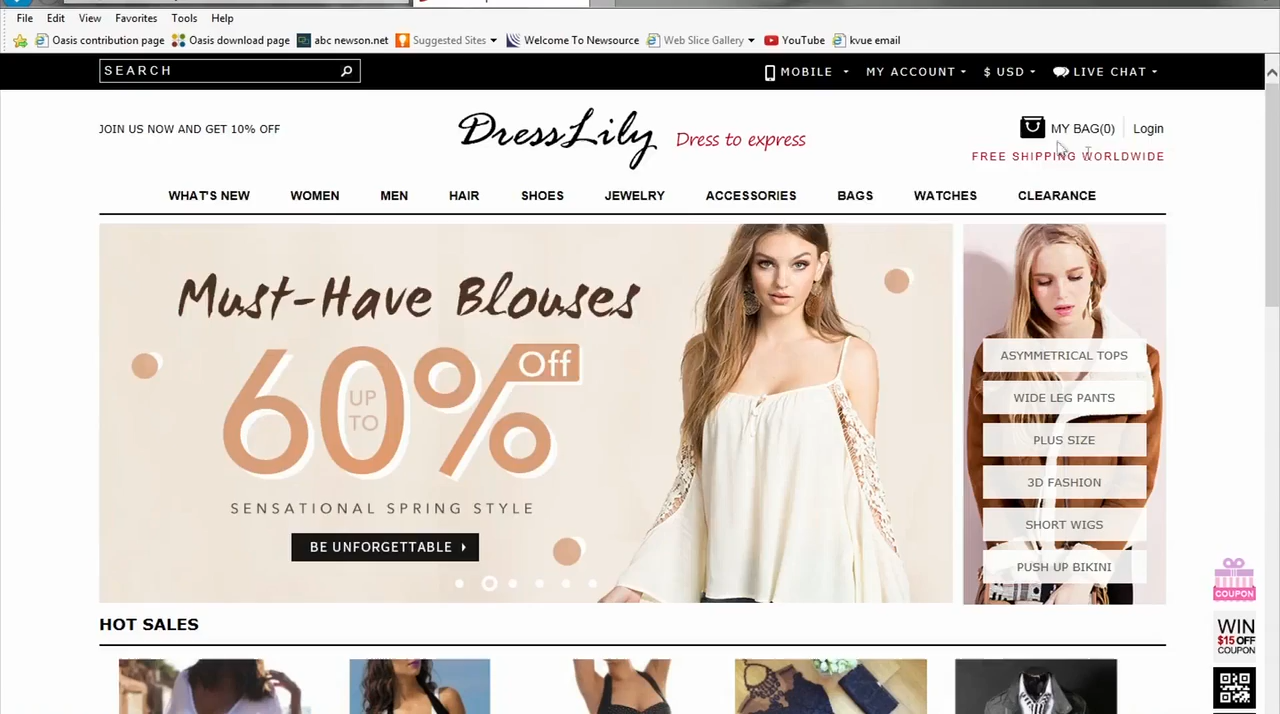 File Edit View Favorites Tools Help
Oasis contribution page Oasis download page abc newson.net Suggested Sites Welcome To Newsource Web Slice Gallery YouTube kvue email
SEARCH MOBILE MY ACCOUNT $ USD LIVE CHAT
JOIN US NOW AND GET 10% OFF DressLily Dress to express MY BAG(0) Login
FREE SHIPPING WORLDWIDE
WHAT'S NEW WOMEN MEN HAIR SHOES JEWELRY ACCESSORIES BAGS WATCHES CLEARANCE
Must-Have Blouses
UP TO 60% Off
SENSATIONAL SPRING STYLE
BE UNFORGETTABLE
ASYMMETRICAL TOPS
WIDE LEG PANTS
PLUS SIZE
3D FASHION
SHORT WIGS
PUSH UP BIKINI
COUPON
WIN
$15 OFF
COUPON
HOT SALES